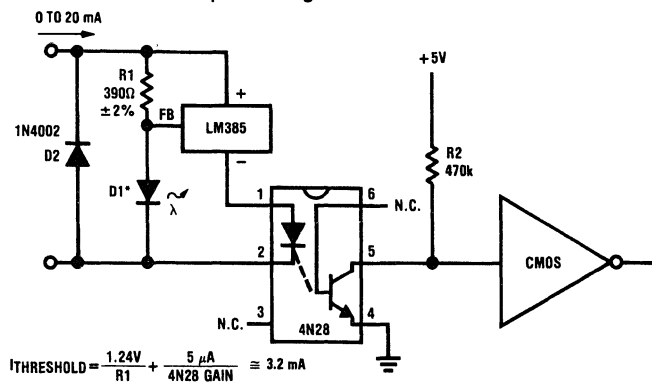 0 TO 20 mA
+5V
R1
390Ω
±2%
FB
+
LM385
−
1N4002
D2
D1*
λ
R2
470k
1
6
N.C.
2
5
CMOS
3
N.C.
4
4N28
ITHRESHOLD = 1.24V / R1 + 5 μA / 4N28 GAIN ≅ 3.2 mA